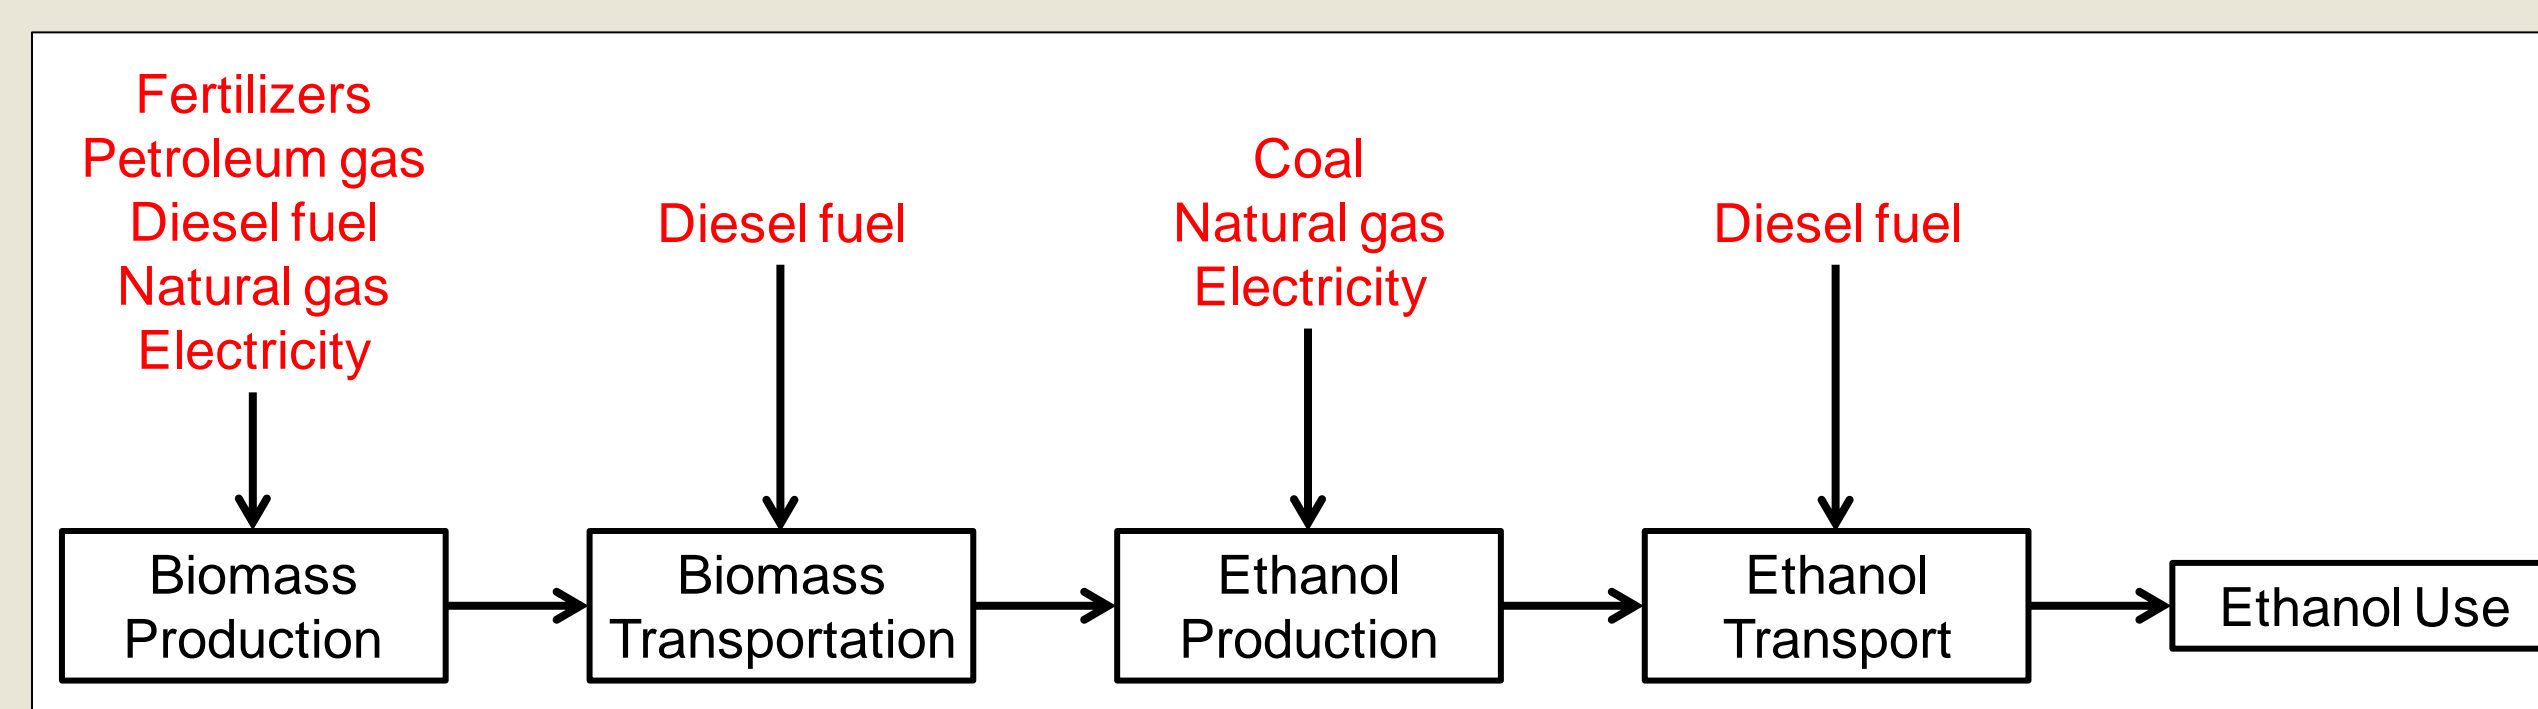 Fertilizers
Petroleum gas
Diesel fuel
Natural gas
Electricity
Diesel fuel
Coal
Natural gas
Electricity
Diesel fuel
Biomass
Production
Biomass
Transportation
Ethanol
Production
Ethanol
Transport
Ethanol Use